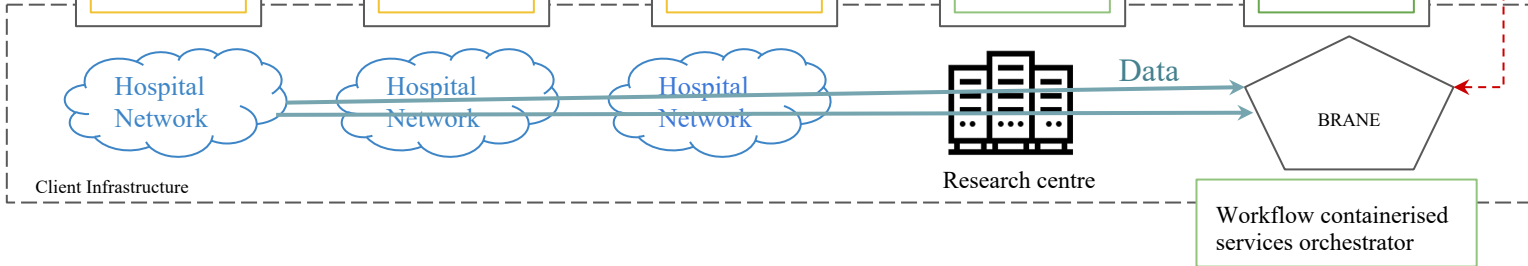 Hospital
Network
Hospital
Network
Hospital
Network
Data
BRANE
Client Infrastructure
Research centre
Workflow containerised
services orchestrator